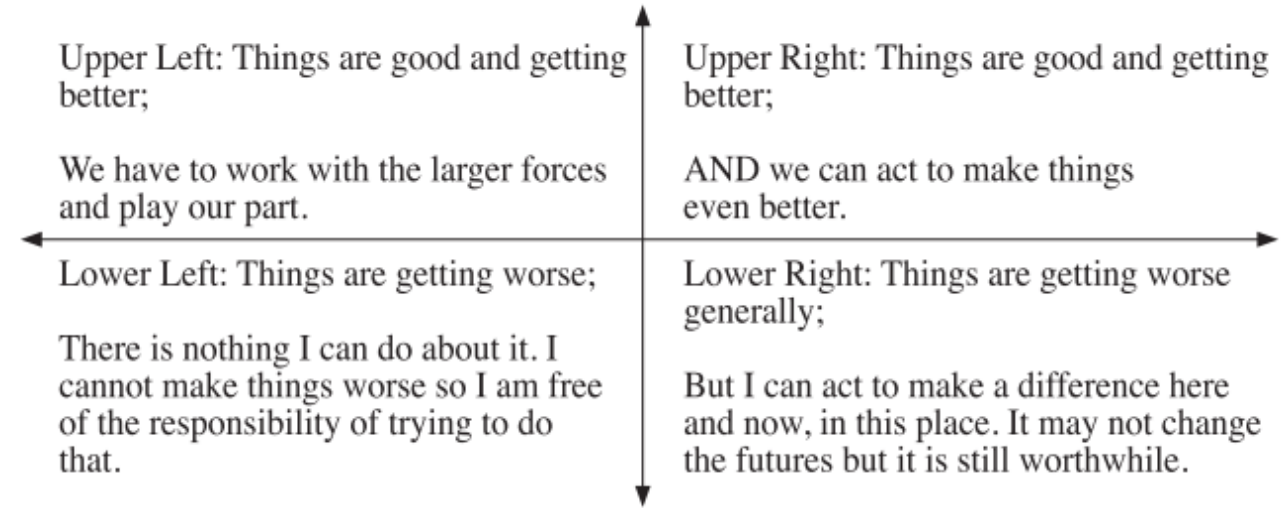 Upper Left: Things are good and getting
better;
We have to work with the larger forces
and play our part.
Upper Right: Things are good and getting
better;
AND we can act to make things
even better.
Lower Left: Things are getting worse;
There is nothing I can do about it. I
cannot make things worse so I am free
of the responsibility of trying to do
that.
Lower Right: Things are getting worse
generally;
But I can act to make a difference here
and now, in this place. It may not change
the futures but it is still worthwhile.